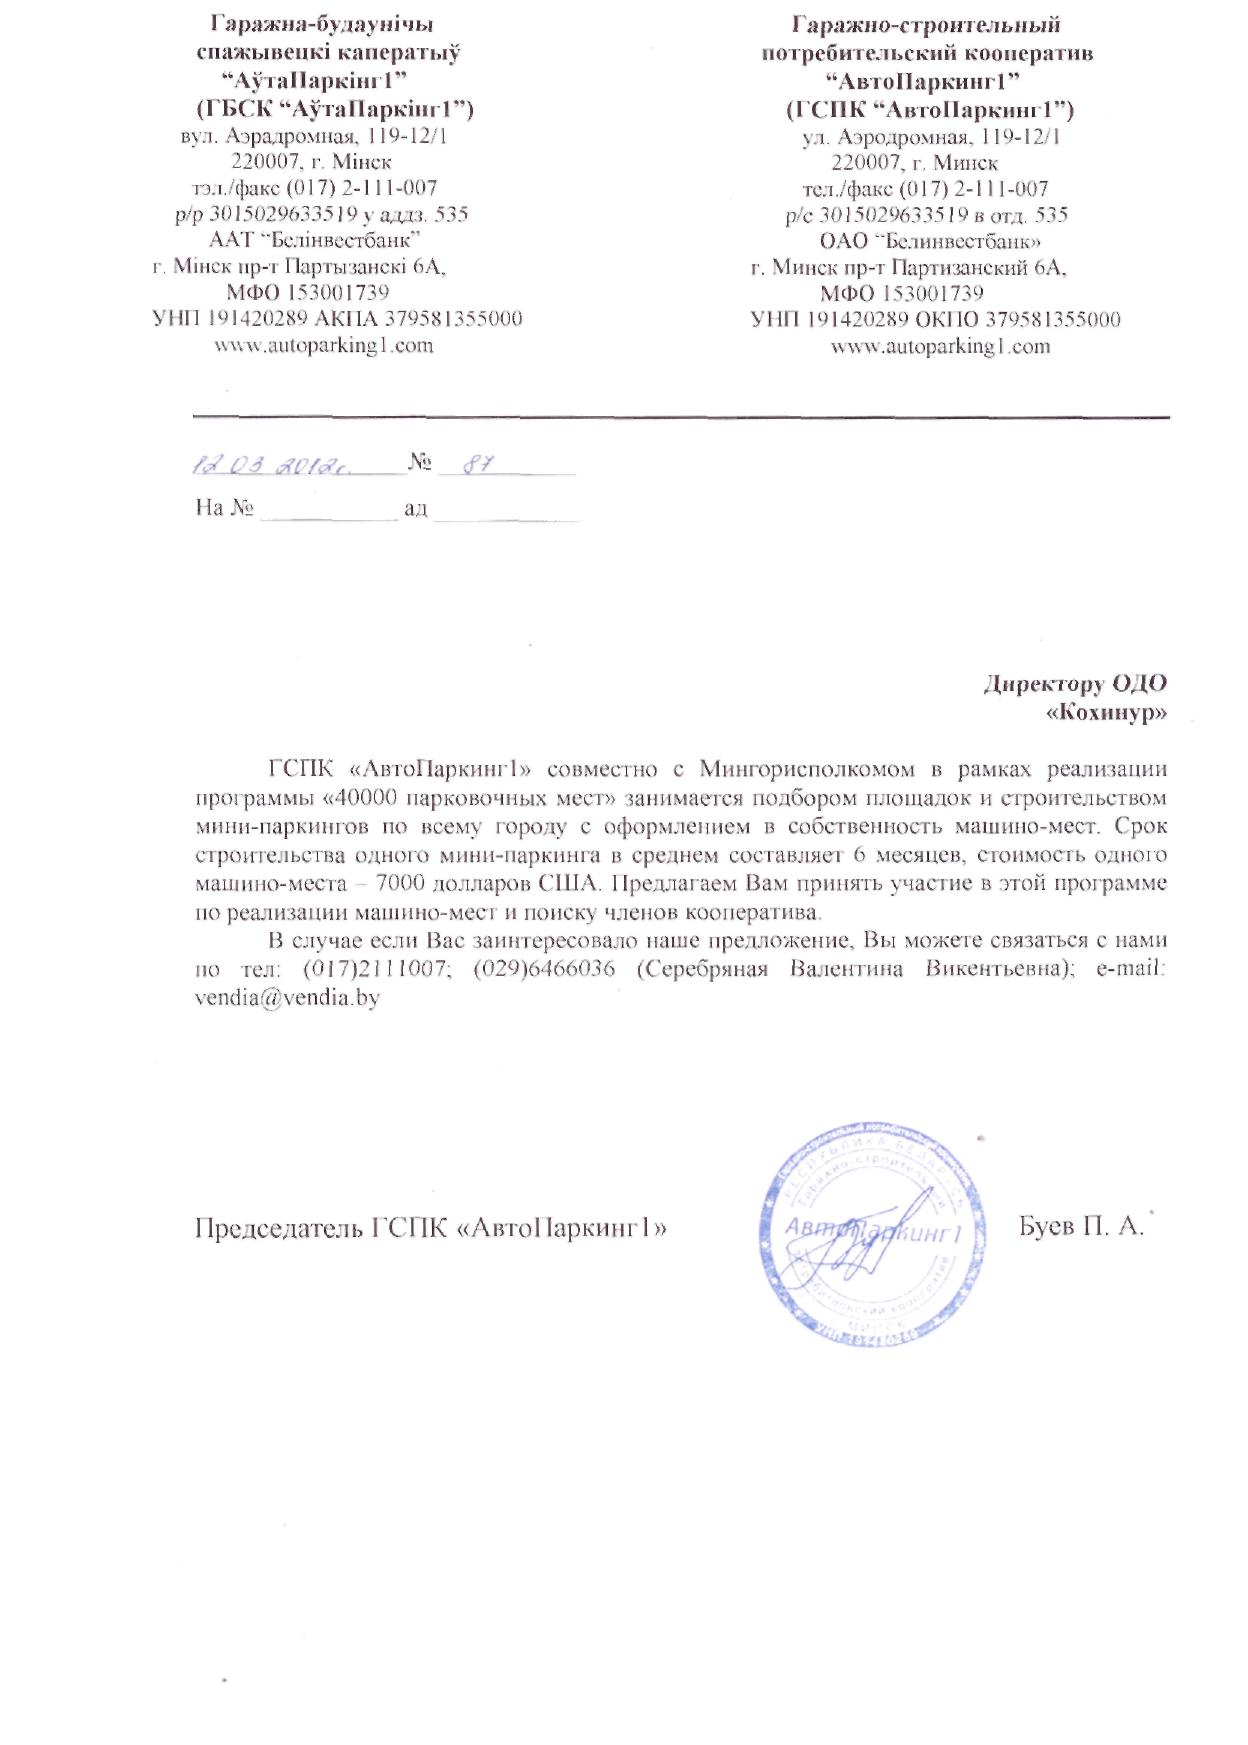 Гаражна-будаўнічы
спажывецкі каператыў
“АўтаПаркінг1”
(ГБСК “АўтаПаркінг1”)
вул. Аэрадромная, 119-12/1
220007, г. Мінск
тэл./факс (017) 2-111-007
р/р 3015029633519 у аддз. 535
ААТ “Белінвестбанк”
г. Мінск пр-т Партызанскі 6А,
МФО 153001739
УНП 191420289 АКПА 379581355000
www.autoparking1.com
Гаражно-строительный
потребительский кооператив
“АвтоПаркинг1”
(ГСПК “АвтоПаркинг1”)
ул. Аэродромная, 119-12/1
220007, г. Минск
тел./факс (017) 2-111-007
р/с 3015029633519 в отд. 535
ОАО “Белинвестбанк»
г. Минск пр-т Партизанский 6А,
МФО 153001739
УНП 191420289 ОКПО 379581355000
www.autoparking1.com
12 03 2012г. № 87
На № ____________ ад ____________
Директору ОДО
«Кохинур»
ГСПК «АвтоПаркинг1» совместно с Мингорисполкомом в рамках реализации
программы «40000 парковочных мест» занимается подбором площадок и строительством
мини-паркингов по всему городу с оформлением в собственность машино-мест. Срок
строительства одного мини-паркинга в среднем составляет 6 месяцев, стоимость одного
машино-места – 7000 долларов США. Предлагаем Вам принять участие в этой программе
по реализации машино-мест и поиску членов кооператива.
В случае если Вас заинтересовало наше предложение, Вы можете связаться с нами
по тел: (017)2111007; (029)6466036 (Серебряная Валентина Викентьевна); e-mail:
vendia@vendia.by
Председатель ГСПК «АвтоПаркинг1»
РЕСПУБЛИКА БЕЛАРУСЬ
Гаражно-строительный
АвтоПаркинг1
потребительский кооператив
МИНСК
Буев П. А.